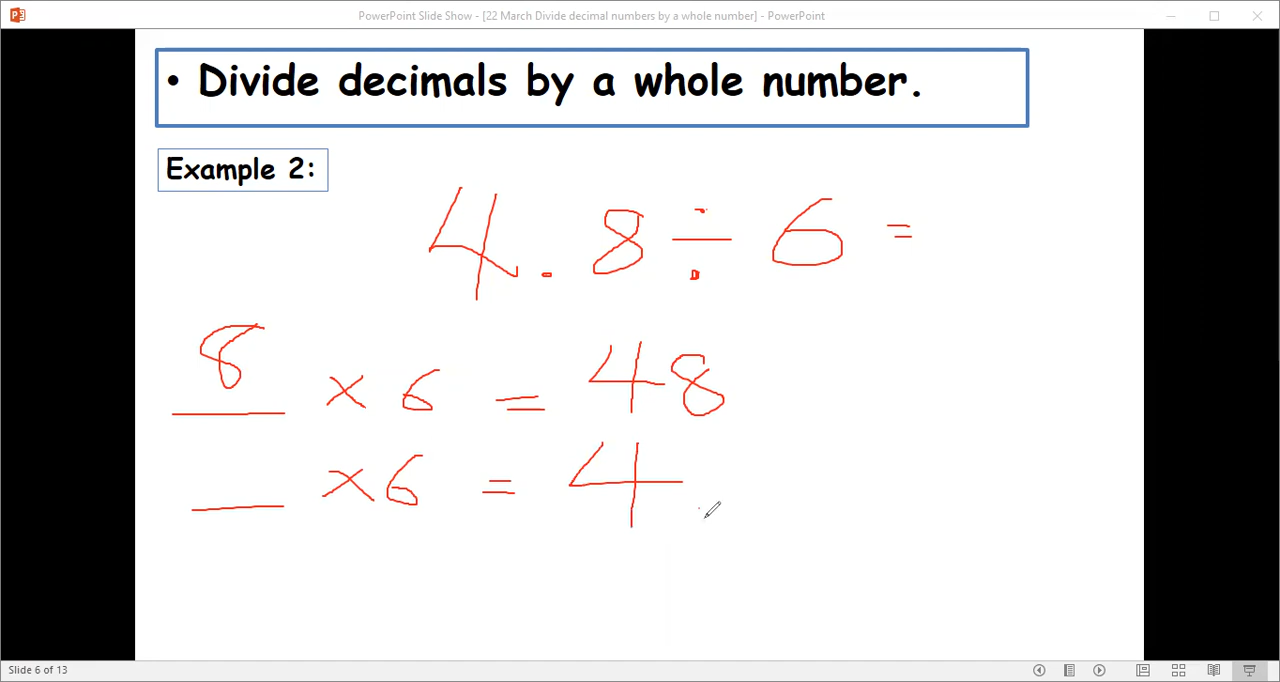 PowerPoint Slide Show - [22 March Divide decimal numbers by a whole number] - PowerPoint
• Divide decimals by a whole number.
Example 2:
4.8 ÷ 6 =
8 × 6 = 48
__ × 6 = 4
Slide 6 of 13